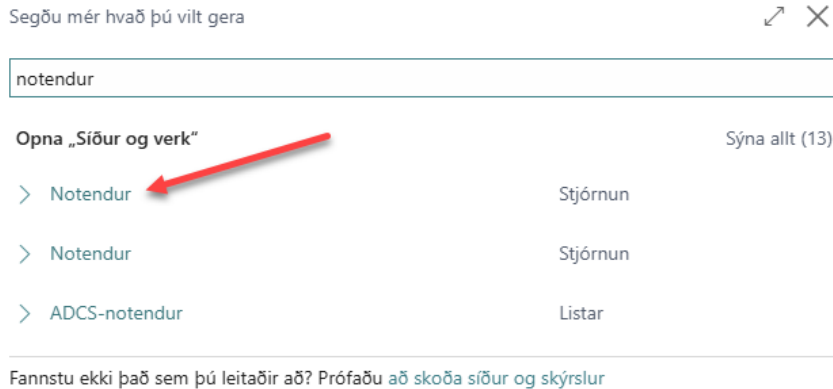 Segðu mér hvað þú vilt gera
notendur
Opna „Síður og verk“ Sýna allt (13)
Notendur Stjórnun
Notendur Stjórnun
ADCS-notendur Listar
Fannstu ekki það sem þú leitaðir að? Prófaðu að skoða síður og skýrslur